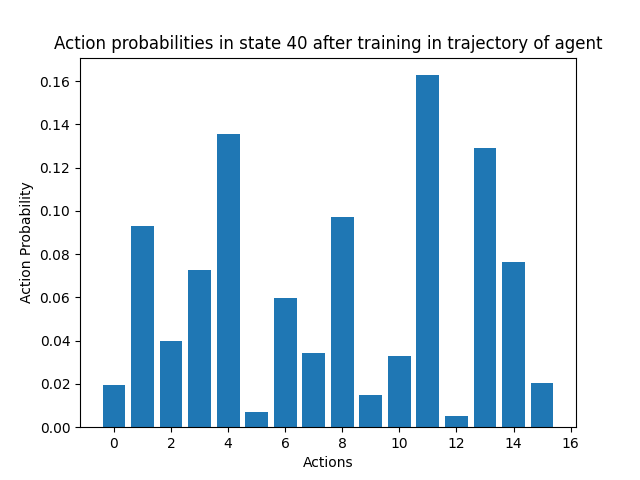 Action probabilities in state 40 after training in trajectory of agent
0.16
0.14
0.12
0.10
0.08
0.06
0.04
0.02
0.00
Action Probability
0 2 4 6 8 10 12 14 16
Actions